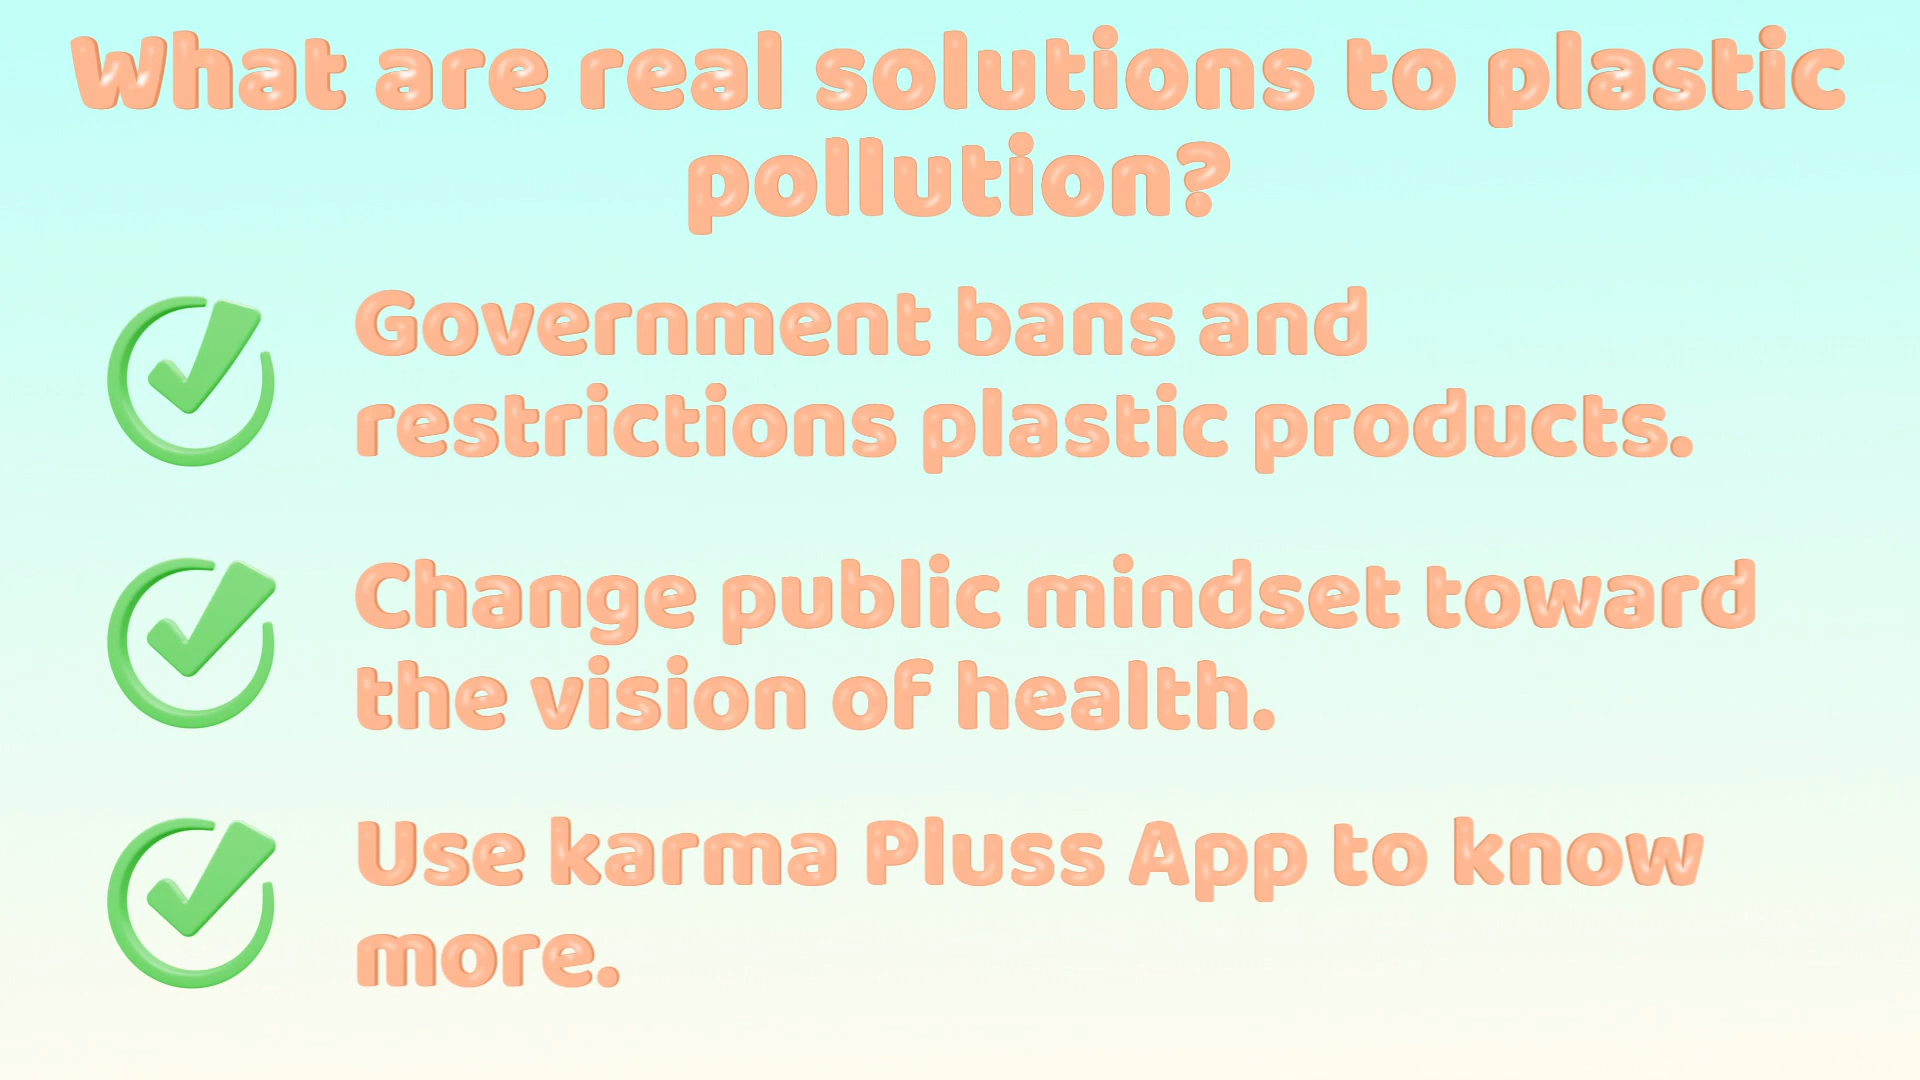 What are real solutions to plastic
pollution?
Government bans and
restrictions plastic products.
Change public mindset toward
the vision of health.
Use karma Pluss App to know
more.